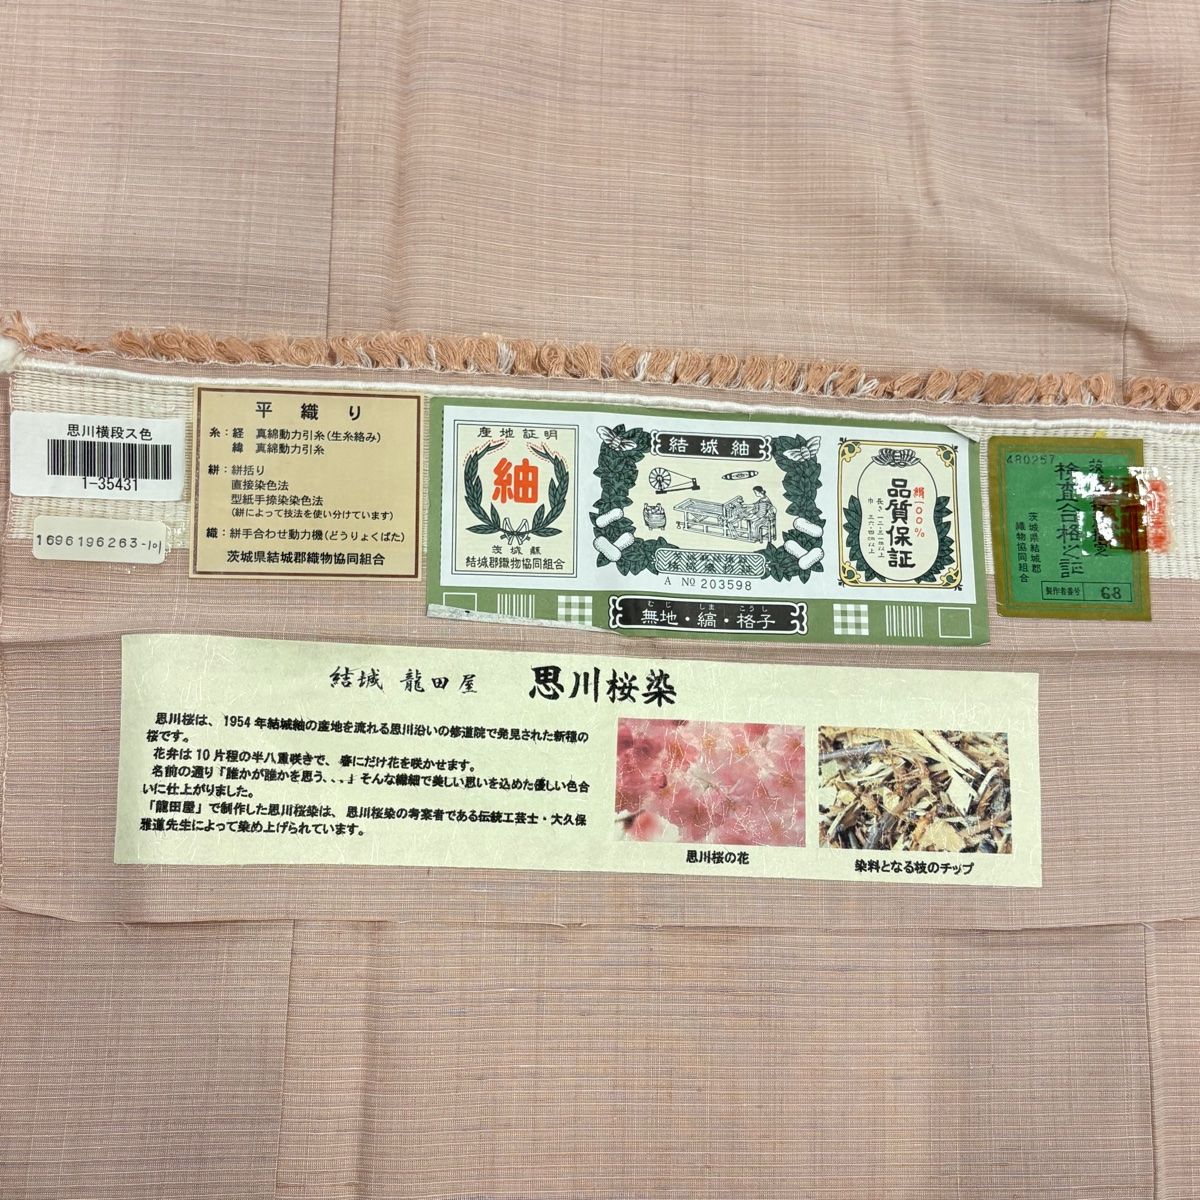 思川横段ス色
1-35431
1696196263-101
平織り
糸：経 真綿動力引糸(生糸絡み)
緯 真綿動力引糸
絣：絣括り
直接染色法
型紙手捺染染色法
(絣によって技法を使い分けています)
織：絣手合わせ動力機(どうりょくばた)
茨城県結城郡織物協同組合
産地証明
紬
茨城縣
結城郡織物協同組合
結城紬
A №203598
絹一〇〇%
品質保証
むじ しま こうし
無地・縞・格子
480257
検査合格之証
茨城県結城郡
織物協同組合
製作者番号 68
結城 龍田屋 思川桜染
思川桜は、1954年結城紬の産地を流れる思川沿いの修道院で発見された新種の
桜です。
花弁は10片程の半八重咲きで、春にだけ花を咲かせます。
名前の通り『誰かが誰かを思う、、、』そんな繊細で美しい思いを込めた優しい色合
いに仕上がりました。
「龍田屋」で制作した思川桜染は、思川桜染の考案者である伝統工芸士・大久保
雅道先生によって染め上げられています。
思川桜の花
染料となる枝のチップ